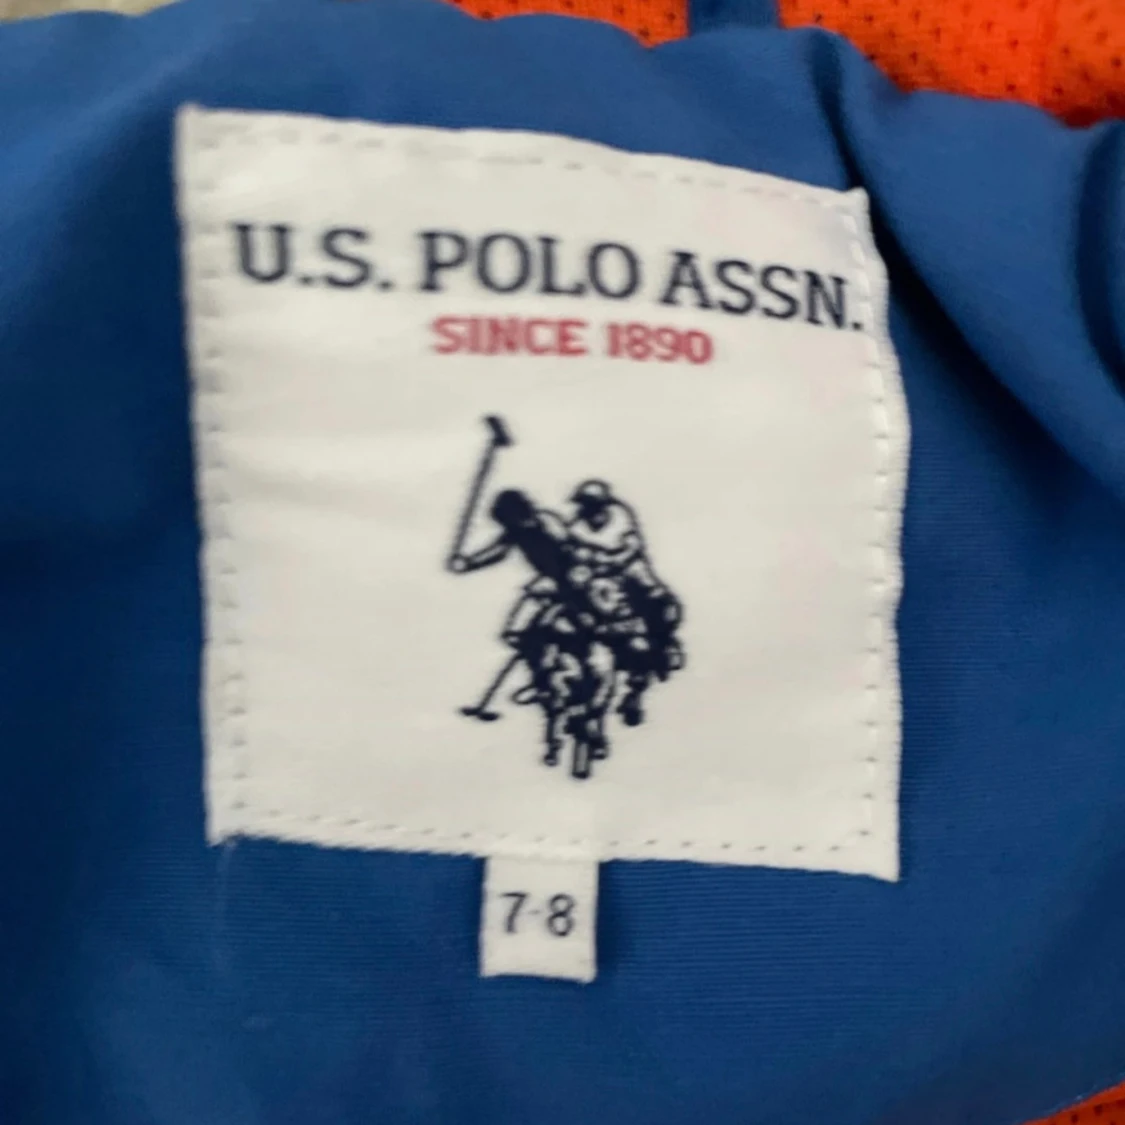 U.S. POLO ASSN.
SINCE 1890
7-8